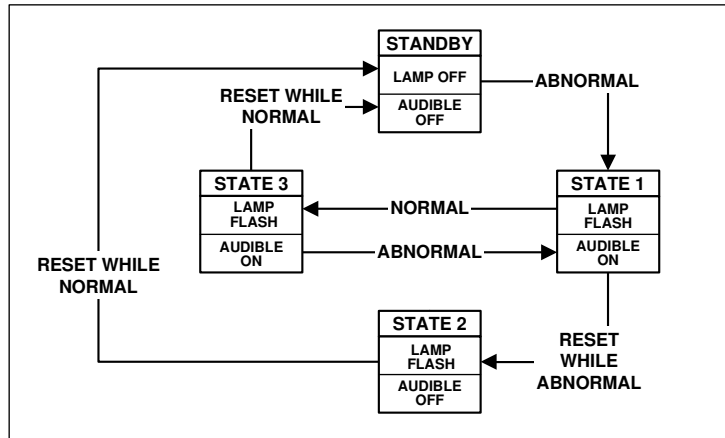 STANDBY
LAMP OFF
AUDIBLE
OFF
ABNORMAL
RESET WHILE
NORMAL
STATE 3
LAMP
FLASH
AUDIBLE
ON
NORMAL
ABNORMAL
STATE 1
LAMP
FLASH
AUDIBLE
ON
RESET WHILE
NORMAL
STATE 2
LAMP
FLASH
AUDIBLE
OFF
RESET
WHILE
ABNORMAL